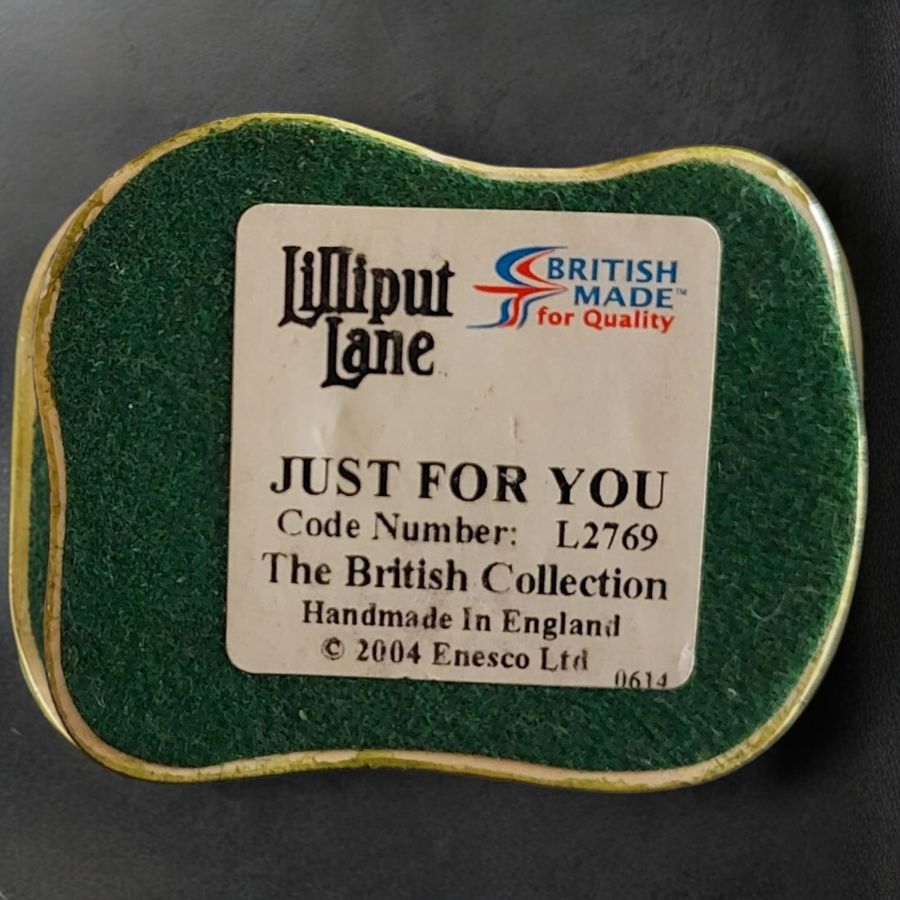 Lilliput
Lane
BRITISH
MADE™
for Quality
JUST FOR YOU
Code Number: L2769
The British Collection
Handmade In England
© 2004 Enesco Ltd
0614